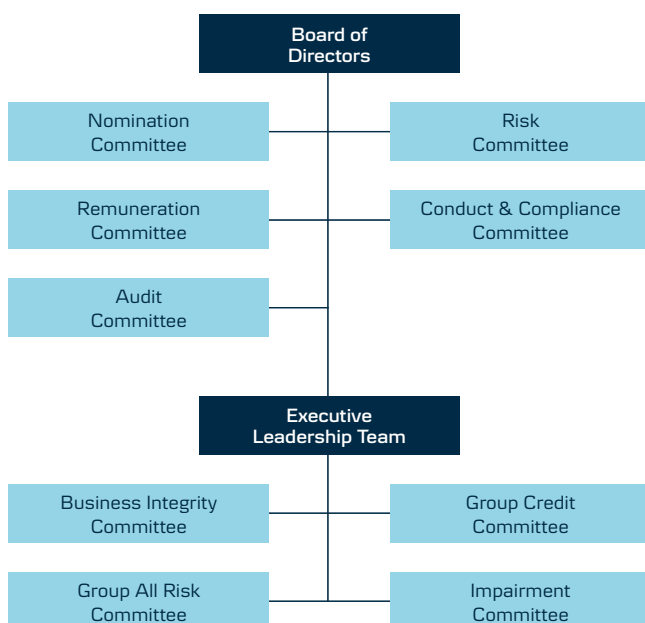 Board of
Directors
Nomination
Committee
Risk
Committee
Remuneration
Committee
Conduct & Compliance
Committee
Audit
Committee
Executive
Leadership Team
Business Integrity
Committee
Group Credit
Committee
Group All Risk
Committee
Impairment
Committee